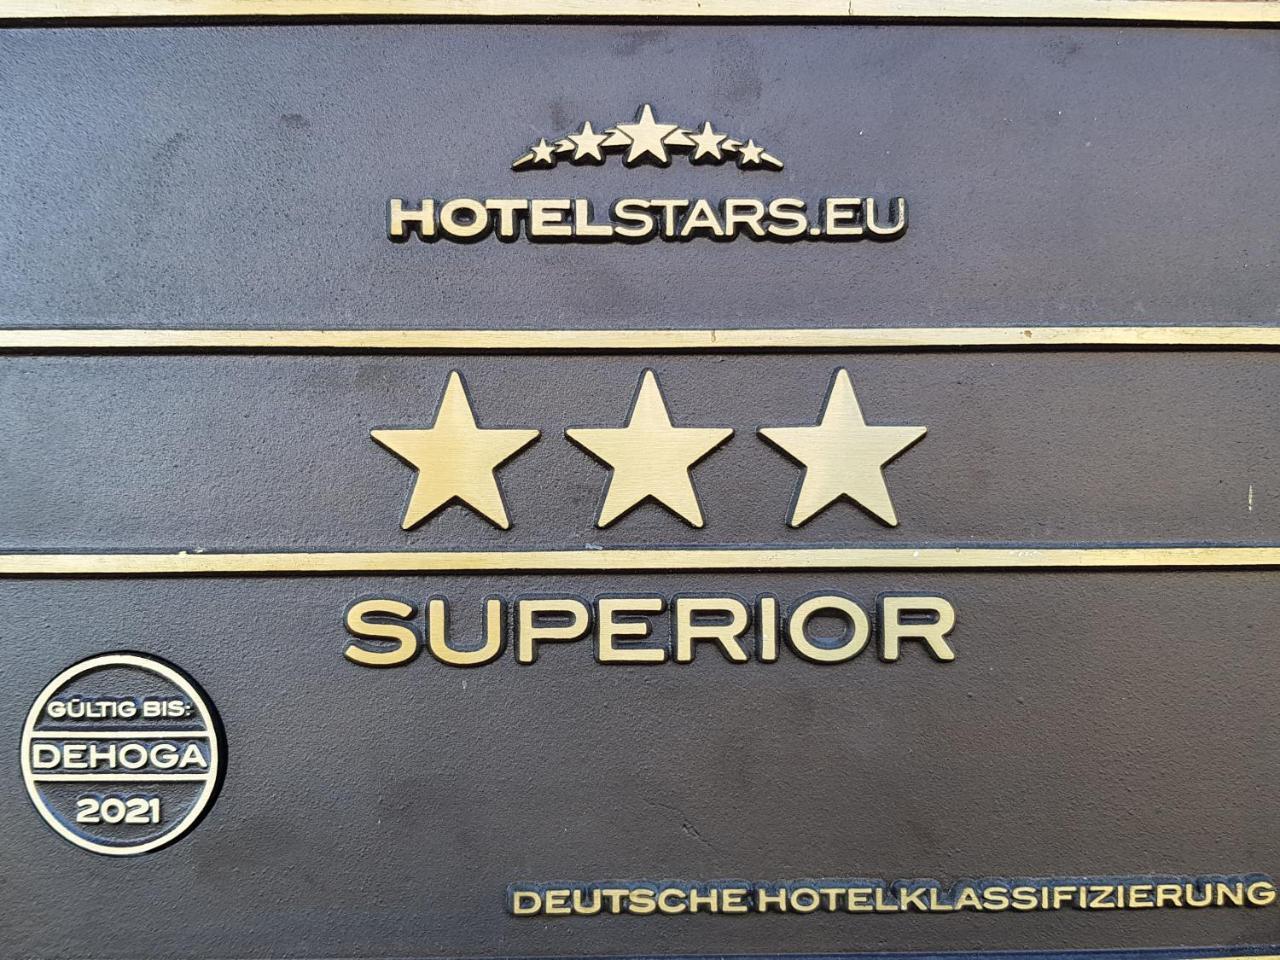 HOTELSTARS.EU
SUPERIOR
GÜLTIG BIS:
DEHOGA
2021
DEUTSCHE HOTELKLASSIFIZIERUNG